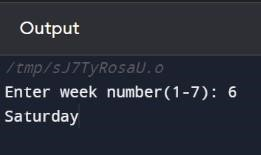 Output
/tmp/sJ7TyRosaU.o
Enter week number(1-7): 6
Saturday